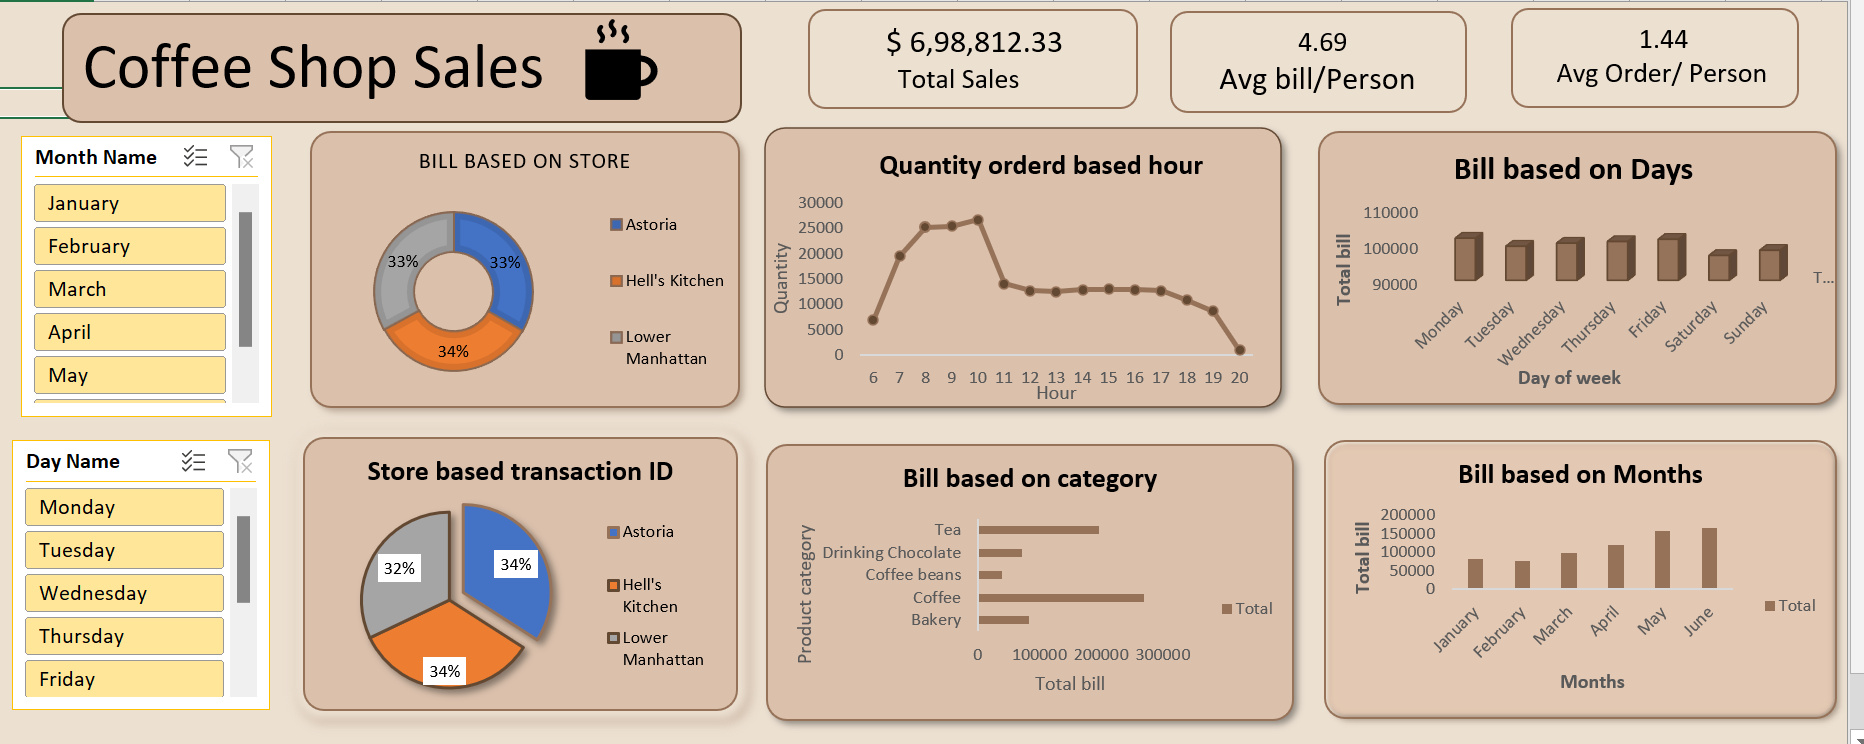 Coffee Shop Sales
$ 6,98,812.33
Total Sales
4.69
Avg bill/Person
1.44
Avg Order/ Person
Month Name
January
February
March
April
May
BILL BASED ON STORE
33%
33%
34%
Astoria
Hell's Kitchen
Lower
Manhattan
Quantity orderd based hour
Quantity
30000
25000
20000
15000
10000
5000
0
6 7 8 9 10 11 12 13 14 15 16 17 18 19 20
Hour
Bill based on Days
Total bill
110000
100000
90000
Monday
Tuesday
Wednesday
Thursday
Friday
Saturday
Sunday
Day of week
T...
Day Name
Monday
Tuesday
Wednesday
Thursday
Friday
Store based transaction ID
32%
34%
34%
Astoria
Hell's
Kitchen
Lower
Manhattan
Bill based on category
Product category
Tea
Drinking Chocolate
Coffee beans
Coffee
Bakery
0 100000 200000 300000
Total bill
Total
Bill based on Months
Total bill
200000
150000
100000
50000
0
January
February
March
April
May
June
Months
Total